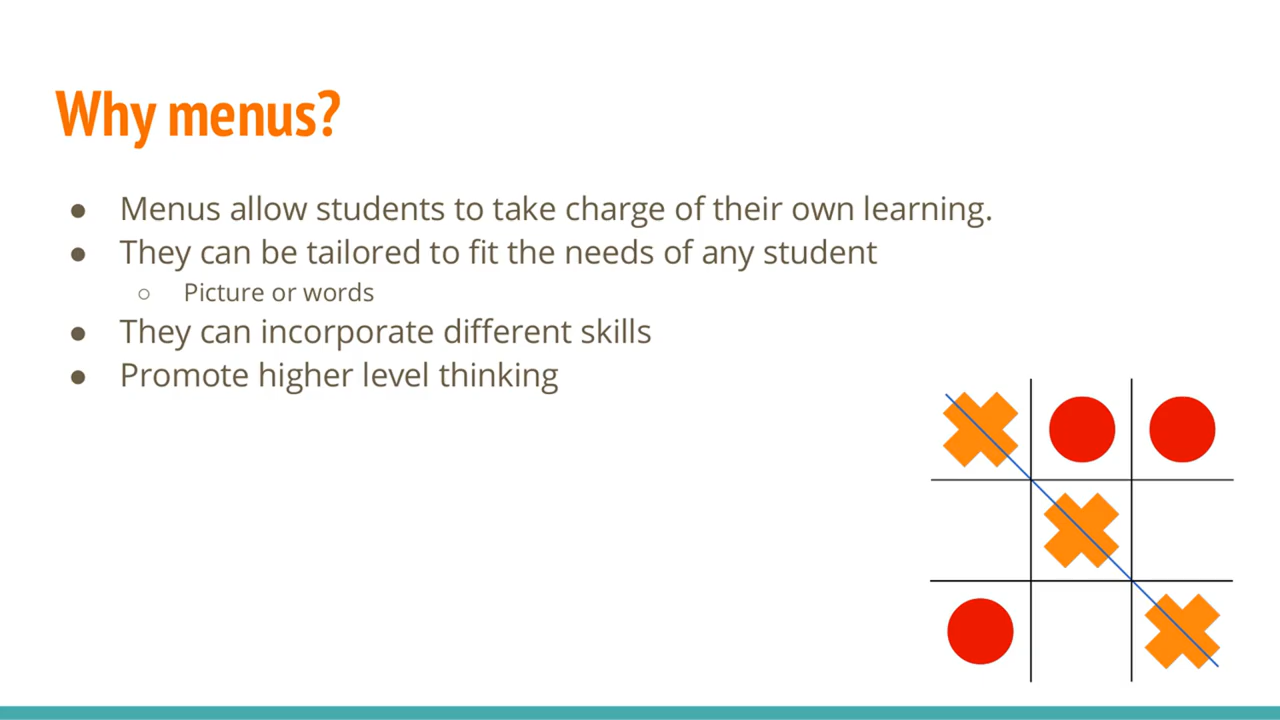 Why menus?
● Menus allow students to take charge of their own learning.
● They can be tailored to fit the needs of any student
○ Picture or words
● They can incorporate different skills
● Promote higher level thinking